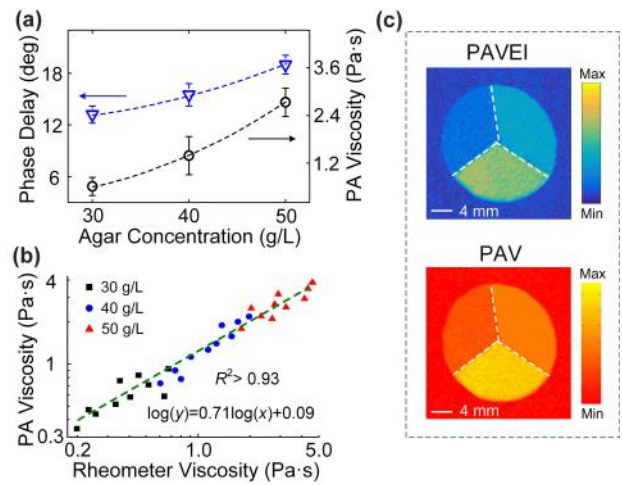 (a)
Phase Delay (deg)
18
12
6
3.6
2.4
1.2
PA Viscosity (Pa·s)
30 40 50
Agar Concentration (g/L)
(b)
PA Viscosity (Pa·s)
4
1
0.3
30 g/L
40 g/L
50 g/L
R²> 0.93
log(y)=0.71log(x)+0.09
0.2 1.0 5.0
Rheometer Viscosity (Pa·s)
(c)
PAVEI
Max
4 mm
Min
PAV
Max
4 mm
Min